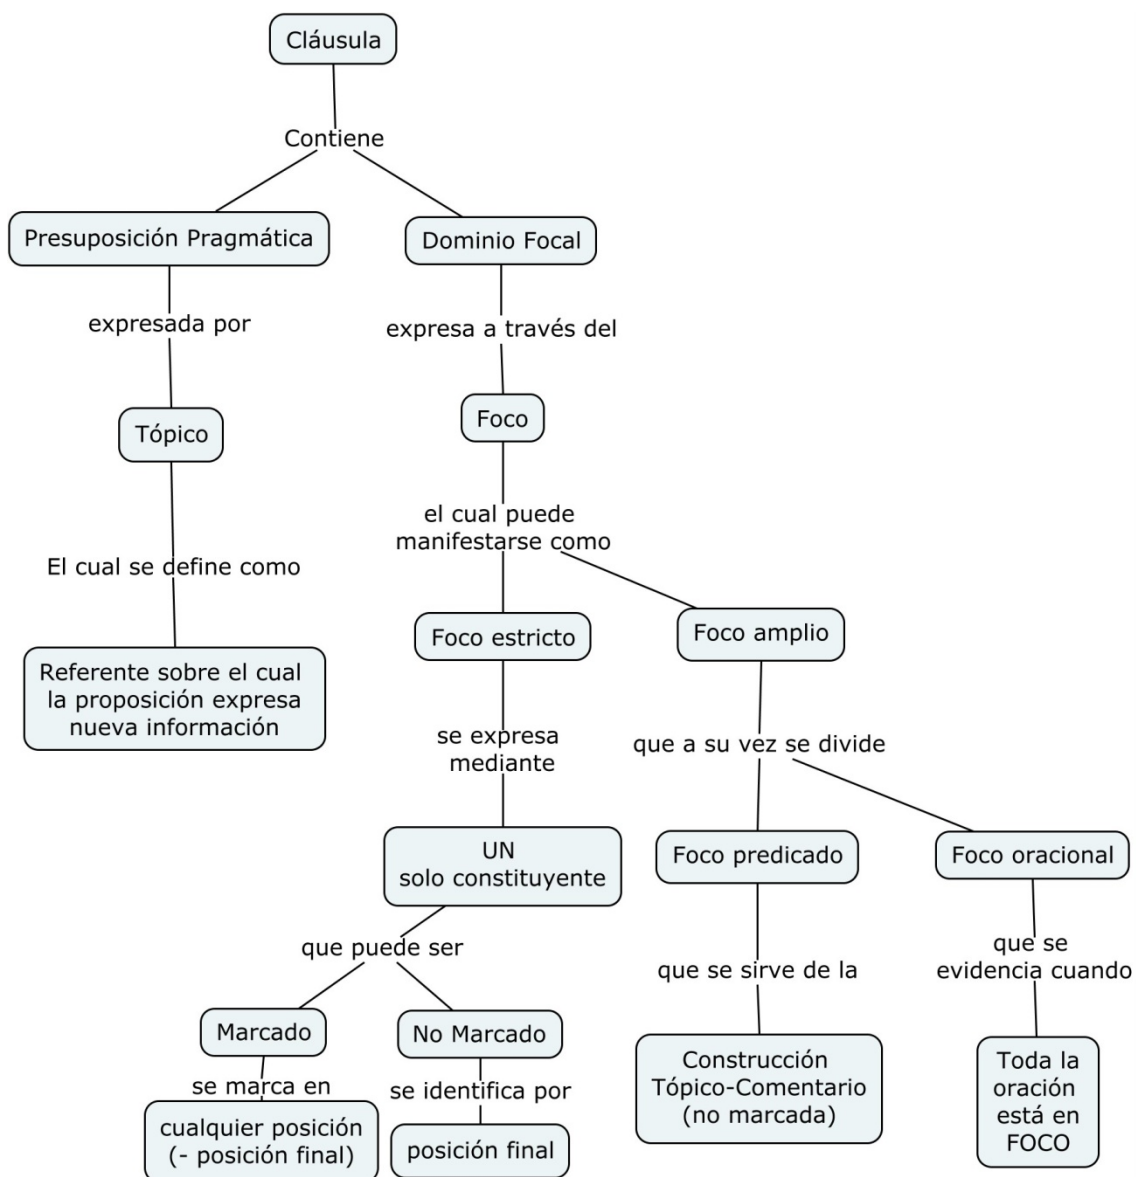 Cláusula
Contiene
Presuposición Pragmática
Dominio Focal
expresada por
expresa a través del
Tópico
Foco
El cual se define como
el cual puede
manifestarse como
Referente sobre el cual
la proposición expresa
nueva información
Foco estricto
Foco amplio
se expresa
mediante
que a su vez se divide
UN
solo constituyente
Foco predicado
Foco oracional
que puede ser
que se sirve de la
que se
evidencia cuando
Marcado
No Marcado
Construcción
Tópico-Comentario
(no marcada)
Toda la
oración
está en
FOCO
se marca en
se identifica por
cualquier posición
(- posición final)
posición final